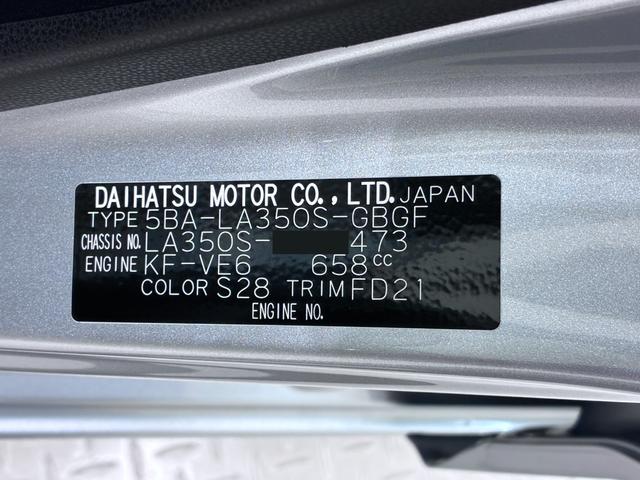 DAIHATSU MOTOR CO.,LTD. JAPAN
TYPE 5BA-LA350S-GBGF
CHASSIS NO. LA350S- 473
ENGINE KF-VE6 658cc
COLOR S28 TRIM FD21
ENGINE NO.